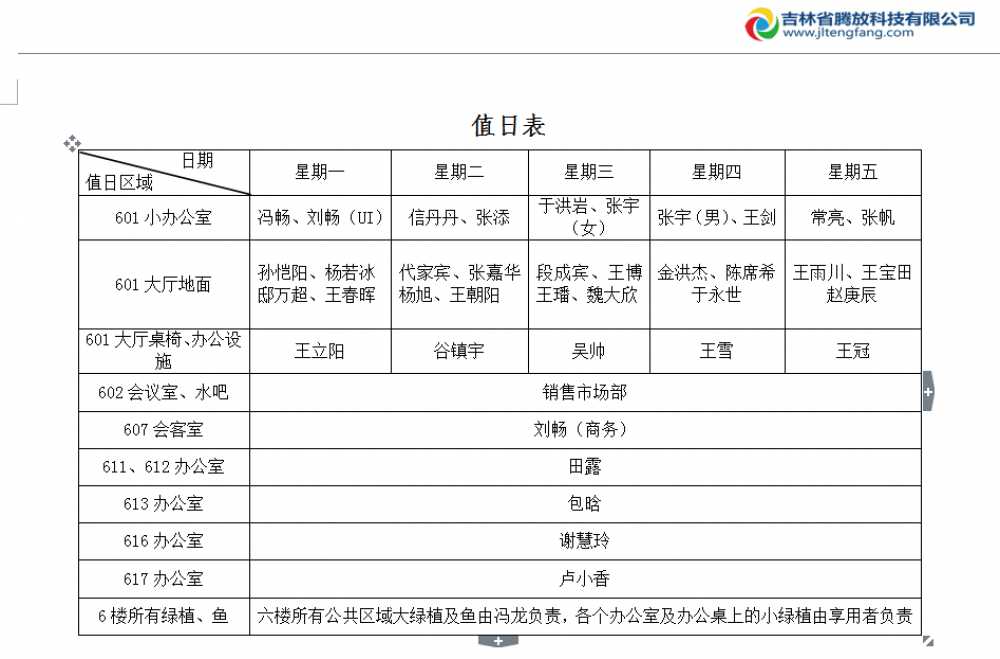 吉林省腾放科技有限公司
www.jltengfang.com
值日表
日期
值日区域
星期一
星期二
星期三
星期四
星期五
601 小办公室
冯畅、刘畅（UI）
信丹丹、张添
于洪岩、张宇
（女）
张宇（男）、王剑
常亮、张帆
601 大厅地面
孙恺阳、杨若冰
邸万超、王春晖
代家宾、张嘉华
杨旭、王朝阳
段成宾、王博
王璠、魏大欣
金洪杰、陈席希
于永世
王雨川、王宝田
赵庚辰
601 大厅桌椅、办公设
施
王立阳
谷镇宇
吴帅
王雪
王冠
602 会议室、水吧
销售市场部
607 会客室
刘畅（商务）
611、612 办公室
田露
613 办公室
包晗
616 办公室
谢慧玲
617 办公室
卢小香
6 楼所有绿植、鱼
六楼所有公共区域大绿植及鱼由冯龙负责，各个办公室及办公桌上的小绿植由享用者负责